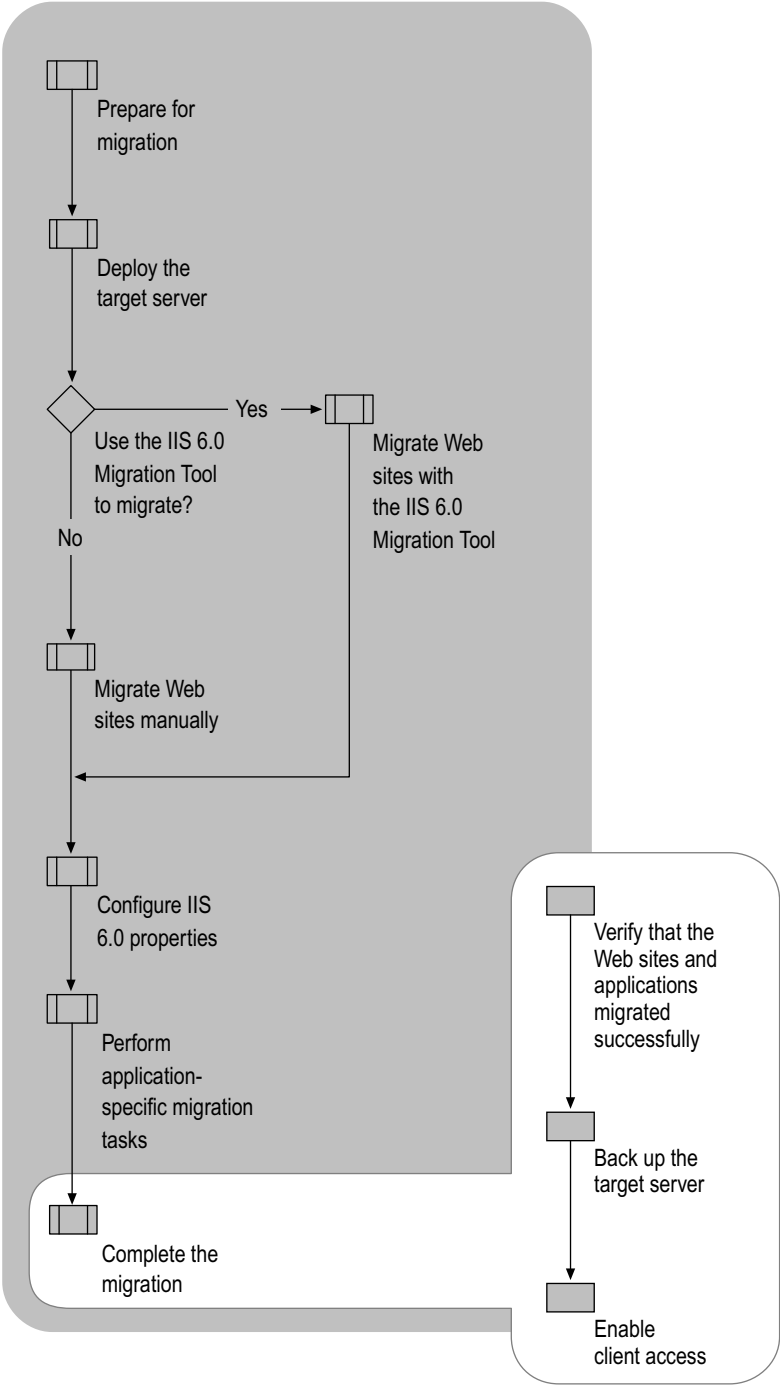 Prepare for
migration
Deploy the
target server
Yes
Use the IIS 6.0
Migration Tool
to migrate?
Migrate Web
sites with
the IIS 6.0
Migration Tool
No
Migrate Web
sites manually
Configure IIS
6.0 properties
Perform
application-
specific migration
tasks
Complete the
migration
Verify that the
Web sites and
applications
migrated
successfully
Back up the
target server
Enable
client access